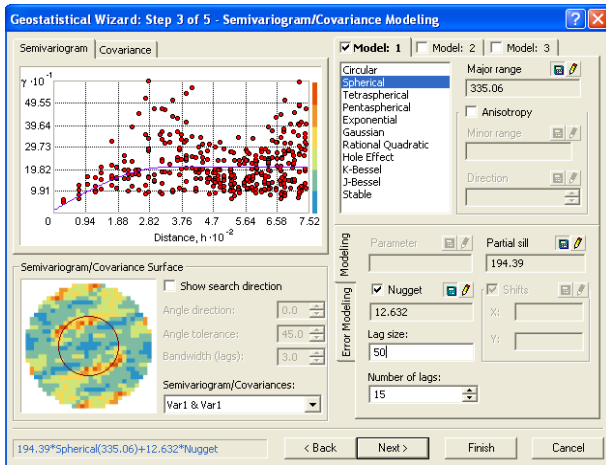 Geostatistical Wizard: Step 3 of 5 - Semivariogram/Covariance Modeling
Semivariogram
Covariance
γ ·10⁻¹
49.55
39.64
29.73
19.82
9.91
0 0.94 1.88 2.82 3.76 4.7 5.64 6.58 7.52
Distance, h ·10⁻²
Semivariogram/Covariance Surface
Show search direction
Angle direction: 0.0
Angle tolerance: 45.0
Bandwidth (lags): 3.0
Semivariogram/Covariances:
Var1 & Var1
Model: 1
Model: 2
Model: 3
Circular
Spherical
Tetraspherical
Pentaspherical
Exponential
Gaussian
Rational Quadratic
Hole Effect
K-Bessel
J-Bessel
Stable
Major range
335.06
Anisotropy
Minor range
Direction
Modeling
Error Modeling
Parameter
Partial sill
194.39
Nugget
12.632
Shifts
X:
Y:
Lag size:
50
Number of lags:
15
194.39*Spherical(335.06)+12.632*Nugget
< Back
Next >
Finish
Cancel